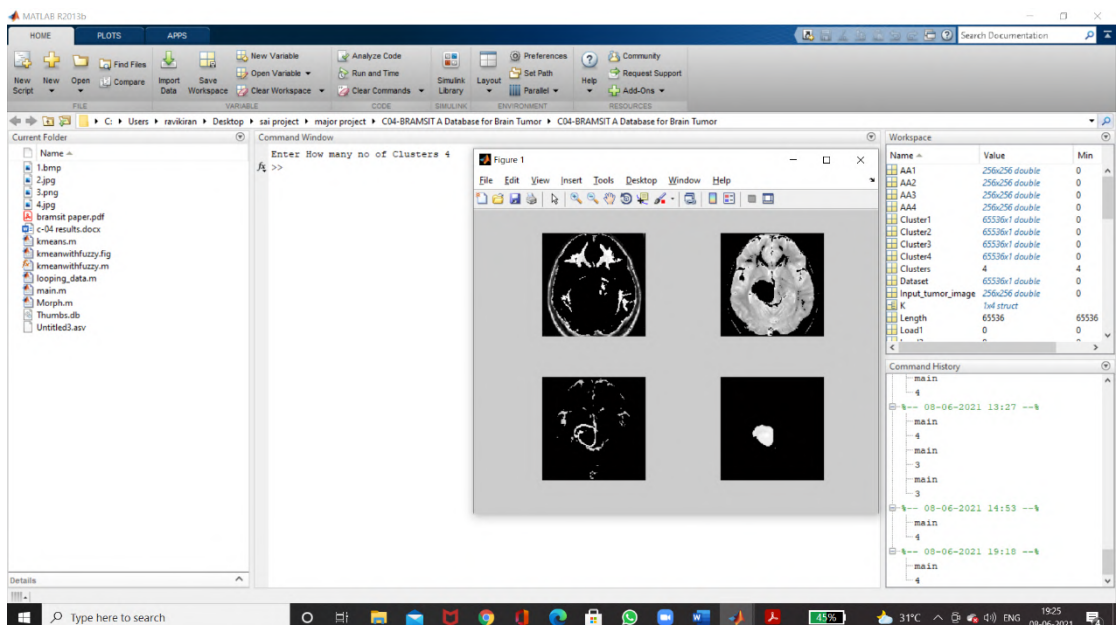 MATLAB R2013b
HOME PLOTS APPS
Search Documentation
New Script
New
Open
Find Files
Compare
Import Data
Save Workspace
New Variable
Open Variable
Clear Workspace
Analyze Code
Run and Time
Clear Commands
Simulink Library
Layout
Preferences
Set Path
Parallel
Help
Community
Request Support
Add-Ons
FILE VARIABLE CODE SIMULINK ENVIRONMENT RESOURCES
C: Users ravikiran Desktop sai project major project C04-BRAMSIT A Database for Brain Tumor C04-BRAMSIT A Database for Brain Tumor
Current Folder
Name
1.bmp
2.jpg
3.png
4.jpg
bramsit paper.pdf
c-04 results.docx
kmeans.m
kmeanwithfuzzy.fig
kmeanwithfuzzy.m
looping_data.m
main.m
Morph.m
Thumbs.db
Untitled3.asv
Details
Command Window
Enter How many no of Clusters 4
fx >>
Figure 1
File Edit View Insert Tools Desktop Window Help
Workspace
Name Value Min
AA1 256x256 double 0
AA2 256x256 double 0
AA3 256x256 double 0
AA4 256x256 double 0
Cluster1 65536x1 double 0
Cluster2 65536x1 double 0
Cluster3 65536x1 double 0
Cluster4 65536x1 double 0
Clusters 4 4
Dataset 65536x1 double 0
Input_tumor_image 256x256 double 0
K 1x4 struct
Length 65536 65536
Load1 0 0
Command History
main
4
%-- 08-06-2021 13:27 --%
main
4
main
3
main
3
%-- 08-06-2021 14:53 --%
main
4
%-- 08-06-2021 19:18 --%
main
4
Type here to search
45%
31°C
ENG
19:25
08-06-2021